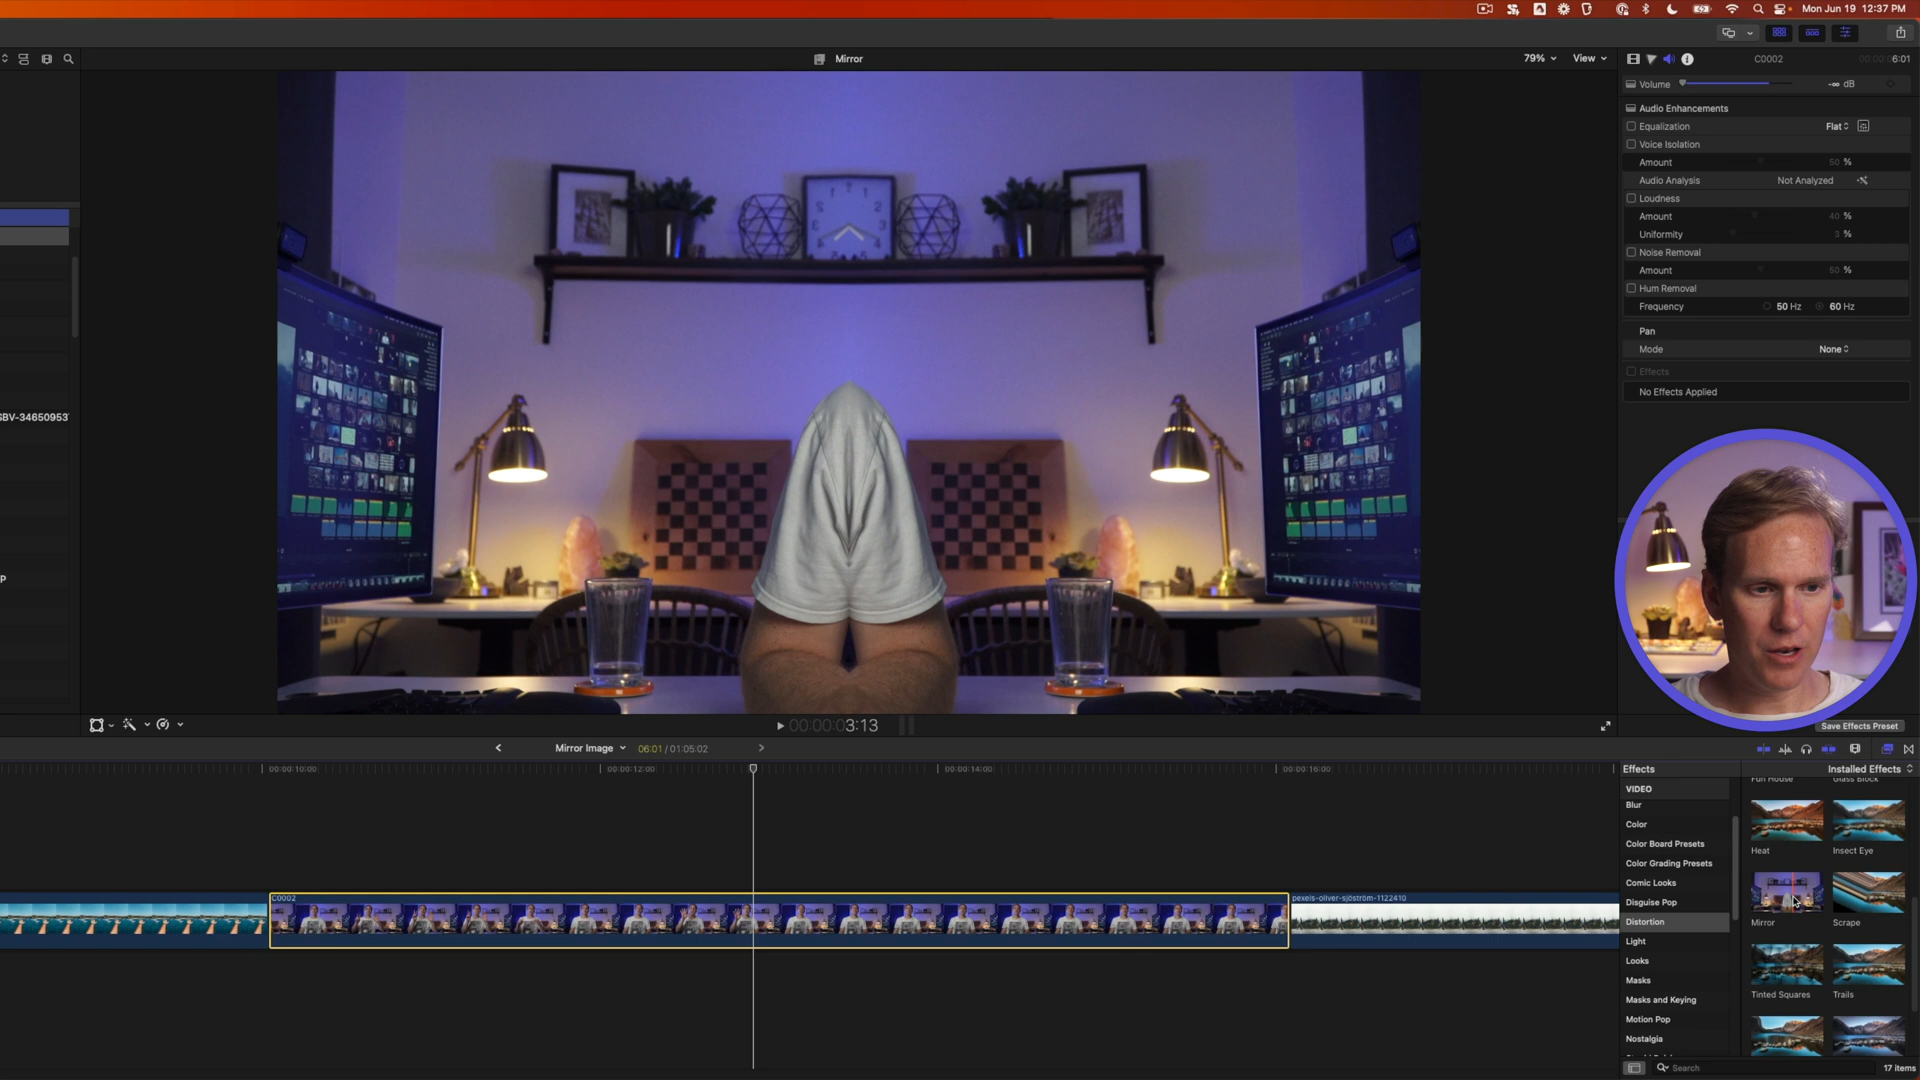 Mon Jun 19 12:37 PM
Mirror
79%
View
C0002
6:01
Volume
-∞ dB
Audio Enhancements
Equalization
Flat
Voice Isolation
Amount
50 %
Audio Analysis
Not Analyzed
Loudness
Amount
40 %
Uniformity
3 %
Noise Removal
Amount
50 %
Hum Removal
Frequency
50 Hz
60 Hz
Pan
Mode
None
Effects
No Effects Applied
SBV-34650953
P
00:00:03:13
Save Effects Preset
Mirror Image
06:01 / 01:05:02
00:00:10:00
00:00:12:00
00:00:14:00
00:00:16:00
C0002
pexels-oliver-sjöström-1122410
Effects
Installed Effects
VIDEO
Blur
Color
Color Board Presets
Color Grading Presets
Comic Looks
Disguise Pop
Distortion
Light
Looks
Masks
Masks and Keying
Motion Pop
Nostalgia
Fun House
Glass Block
Heat
Insect Eye
Mirror
Scrape
Tinted Squares
Trails
Search
17 items